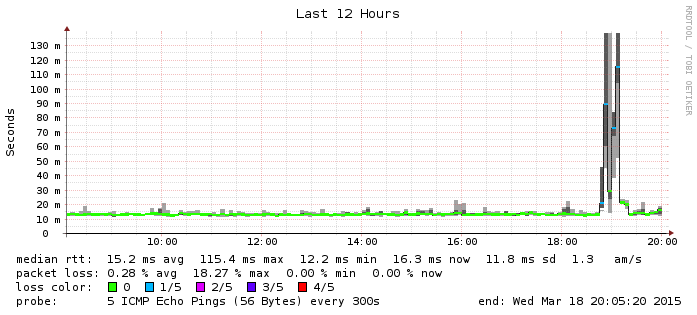 Last 12 Hours
RRDTOOL / TOBI OETIKER
Seconds
130 m
120 m
110 m
100 m
90 m
80 m
70 m
60 m
50 m
40 m
30 m
20 m
10 m
0
10:00 12:00 14:00 16:00 18:00 20:00
median rtt: 15.2 ms avg 115.4 ms max 12.2 ms min 16.3 ms now 11.8 ms sd 1.3 am/s
packet loss: 0.28 % avg 18.27 % max 0.00 % min 0.00 % now
loss color: 0 1/5 2/5 3/5 4/5
probe: 5 ICMP Echo Pings (56 Bytes) every 300s end: Wed Mar 18 20:05:20 2015